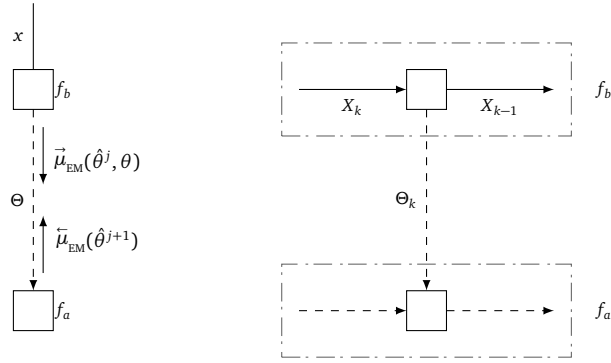 x
f_b
μ⃗_EM(θ̂^j, θ)
Θ
μ⃖_EM(θ̂^{j+1})
f_a
X_k
X_{k−1}
f_b
Θ_k
f_a